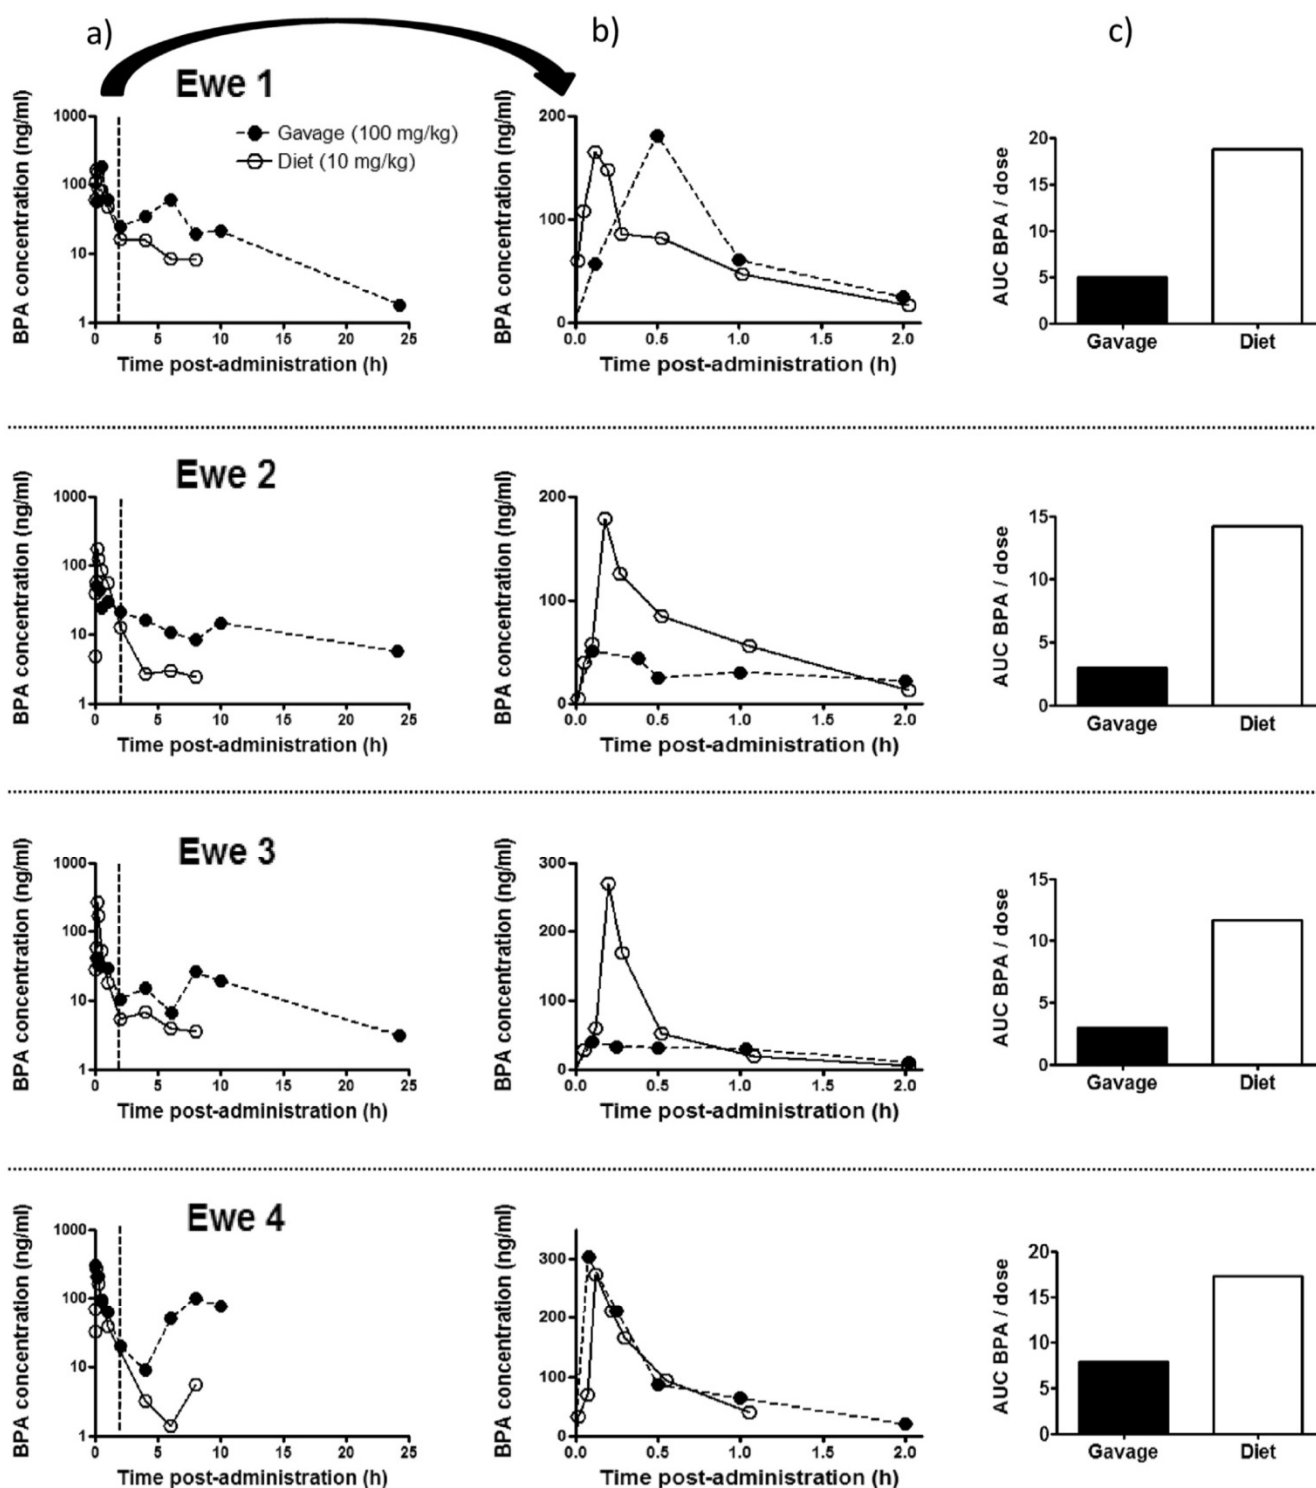 a)
b)
c)
Ewe 1
BPA concentration (ng/ml)
1000
100
10
1
0 5 10 15 20 25
Time post-administration (h)
Gavage (100 mg/kg)
Diet (10 mg/kg)
BPA concentration (ng/ml)
200
100
0
0.0 0.5 1.0 1.5 2.0
Time post-administration (h)
AUC BPA / dose
20
15
10
5
0
Gavage Diet
Ewe 2
BPA concentration (ng/ml)
1000
100
10
1
0 5 10 15 20 25
Time post-administration (h)
BPA concentration (ng/ml)
200
100
0
0.0 0.5 1.0 1.5 2.0
Time post-administration (h)
AUC BPA / dose
15
10
5
0
Gavage Diet
Ewe 3
BPA concentration (ng/ml)
1000
100
10
1
0 5 10 15 20 25
Time post-administration (h)
BPA concentration (ng/ml)
300
200
100
0
0.0 0.5 1.0 1.5 2.0
Time post-administration (h)
AUC BPA / dose
15
10
5
0
Gavage Diet
Ewe 4
BPA concentration (ng/ml)
1000
100
10
1
0 5 10 15 20 25
Time post-administration (h)
BPA concentration (ng/ml)
300
200
100
0
0.0 0.5 1.0 1.5 2.0
Time post-administration (h)
AUC BPA / dose
20
15
10
5
0
Gavage Diet